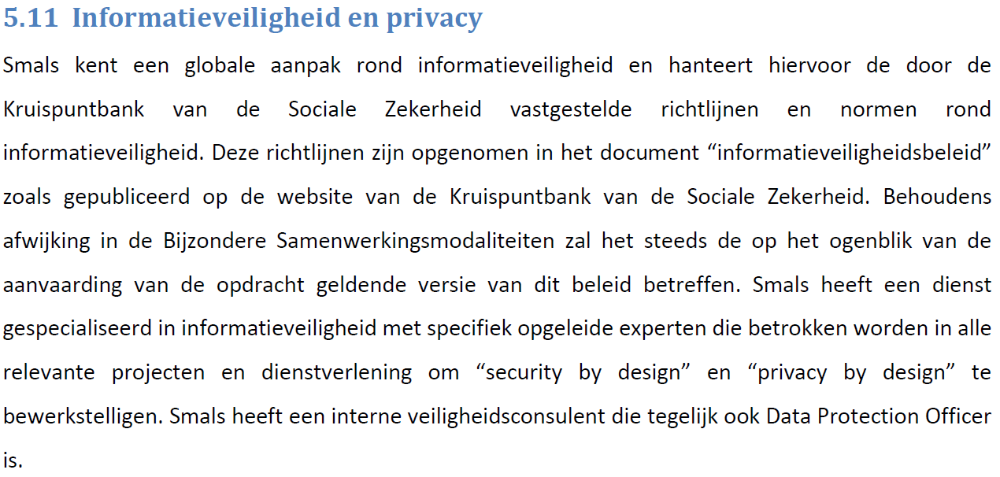 5.11 Informatieveiligheid en privacy
Smals kent een globale aanpak rond informatieveiligheid en hanteert hiervoor de door de
Kruispuntbank van de Sociale Zekerheid vastgestelde richtlijnen en normen rond
informatieveiligheid. Deze richtlijnen zijn opgenomen in het document “informatieveiligheidsbeleid”
zoals gepubliceerd op de website van de Kruispuntbank van de Sociale Zekerheid. Behoudens
afwijking in de Bijzondere Samenwerkingsmodaliteiten zal het steeds de op het ogenblik van de
aanvaarding van de opdracht geldende versie van dit beleid betreffen. Smals heeft een dienst
gespecialiseerd in informatieveiligheid met specifiek opgeleide experten die betrokken worden in alle
relevante projecten en dienstverlening om “security by design” en “privacy by design” te
bewerkstelligen. Smals heeft een interne veiligheidsconsulent die tegelijk ook Data Protection Officer
is.